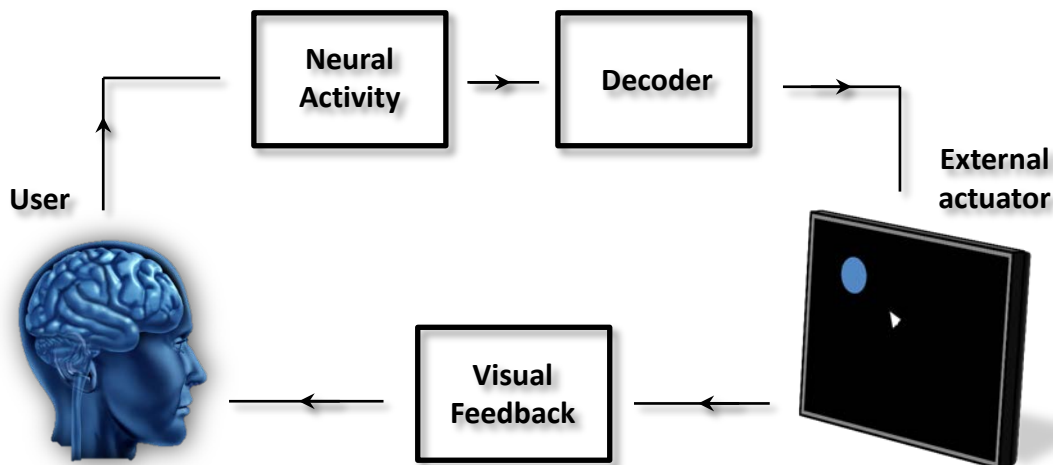 Neural
Activity
Decoder
User
External
actuator
Visual
Feedback